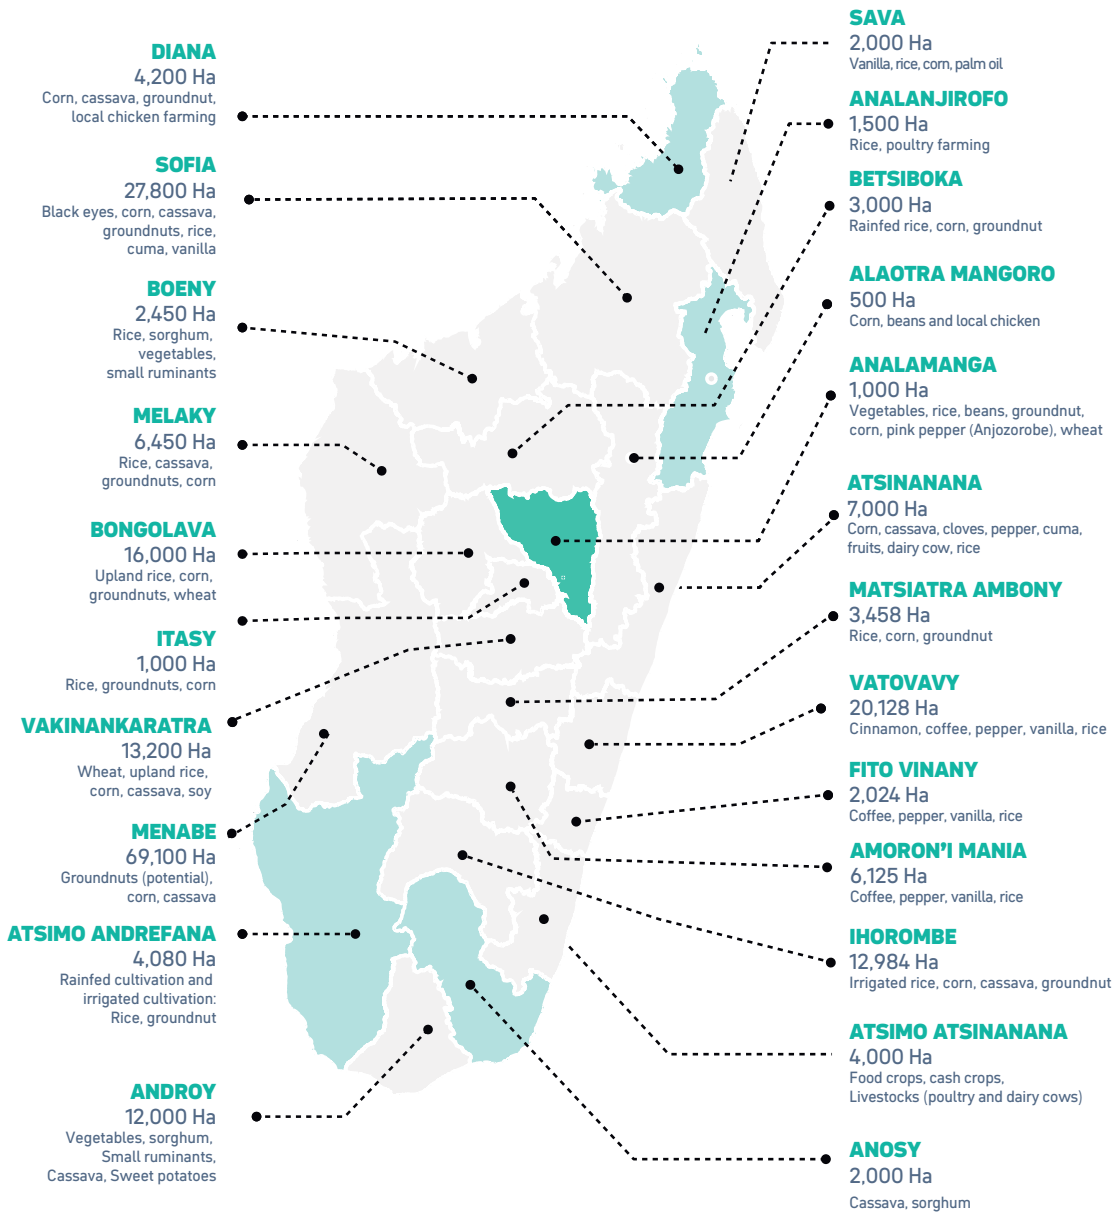 DIANA
4,200 Ha
Corn, cassava, groundnut,
local chicken farming
SOFIA
27,800 Ha
Black eyes, corn, cassava,
groundnuts, rice,
cuma, vanilla
BOENY
2,450 Ha
Rice, sorghum,
vegetables,
small ruminants
MELAKY
6,450 Ha
Rice, cassava,
groundnuts, corn
BONGOLAVA
16,000 Ha
Upland rice, corn,
groundnuts, wheat
ITASY
1,000 Ha
Rice, groundnuts, corn
VAKINANKARATRA
13,200 Ha
Wheat, upland rice,
corn, cassava, soy
MENABE
69,100 Ha
Groundnuts (potential),
corn, cassava
ATSIMO ANDREFANA
4,080 Ha
Rainfed cultivation and
irrigated cultivation:
Rice, groundnut
ANDROY
12,000 Ha
Vegetables, sorghum,
Small ruminants,
Cassava, Sweet potatoes
SAVA
2,000 Ha
Vanilla, rice, corn, palm oil
ANALANJIROFO
1,500 Ha
Rice, poultry farming
BETSIBOKA
3,000 Ha
Rainfed rice, corn, groundnut
ALAOTRA MANGORO
500 Ha
Corn, beans and local chicken
ANALAMANGA
1,000 Ha
Vegetables, rice, beans, groundnut,
corn, pink pepper (Anjozorobe), wheat
ATSINANANA
7,000 Ha
Corn, cassava, cloves, pepper, cuma,
fruits, dairy cow, rice
MATSIATRA AMBONY
3,458 Ha
Rice, corn, groundnut
VATOVAVY
20,128 Ha
Cinnamon, coffee, pepper, vanilla, rice
FITO VINANY
2,024 Ha
Coffee, pepper, vanilla, rice
AMORON'I MANIA
6,125 Ha
Coffee, pepper, vanilla, rice
IHOROMBE
12,984 Ha
Irrigated rice, corn, cassava, groundnut
ATSIMO ATSINANANA
4,000 Ha
Food crops, cash crops,
Livestocks (poultry and dairy cows)
ANOSY
2,000 Ha
Cassava, sorghum